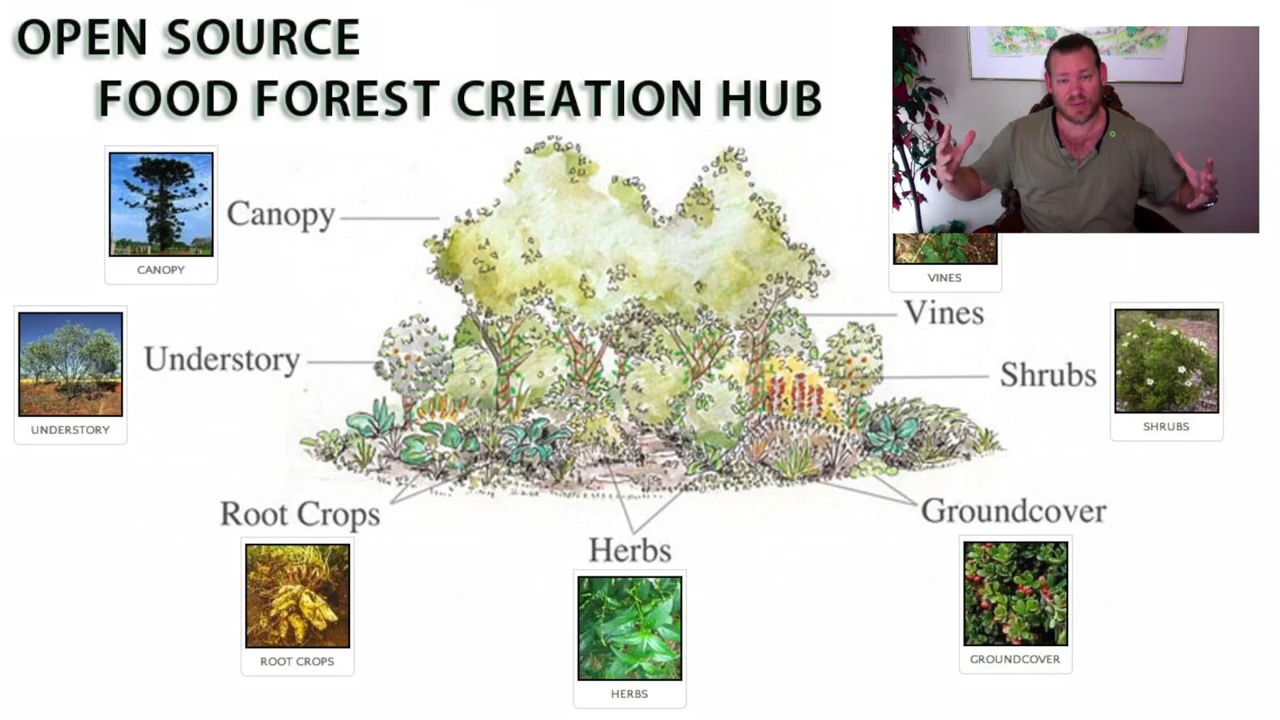 OPEN SOURCE
FOOD FOREST CREATION HUB
CANOPY
Canopy
VINES
Vines
UNDERSTORY
Understory
Shrubs
SHRUBS
Root Crops
ROOT CROPS
Herbs
HERBS
Groundcover
GROUNDCOVER